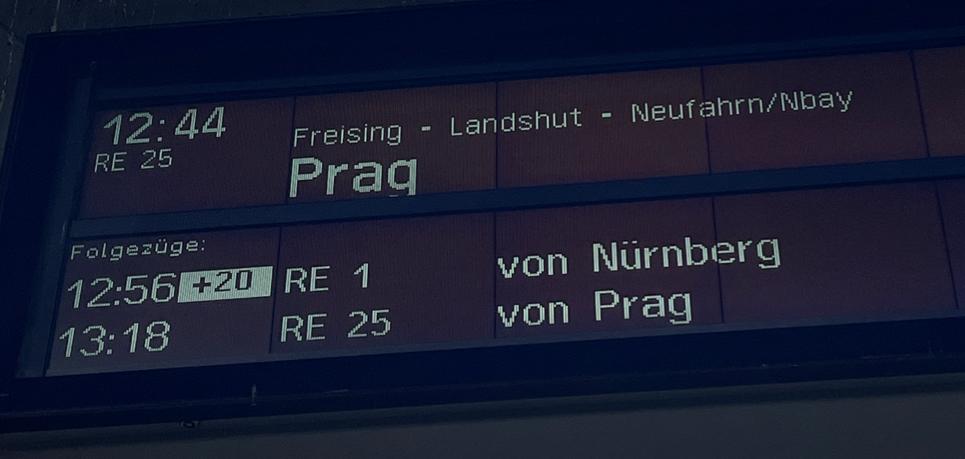 12:44 Freising - Landshut - Neufahrn/Nbay
RE 25 Prag
Folgezüge:
12:56 +20 RE 1 von Nürnberg
13:18 RE 25 von Prag